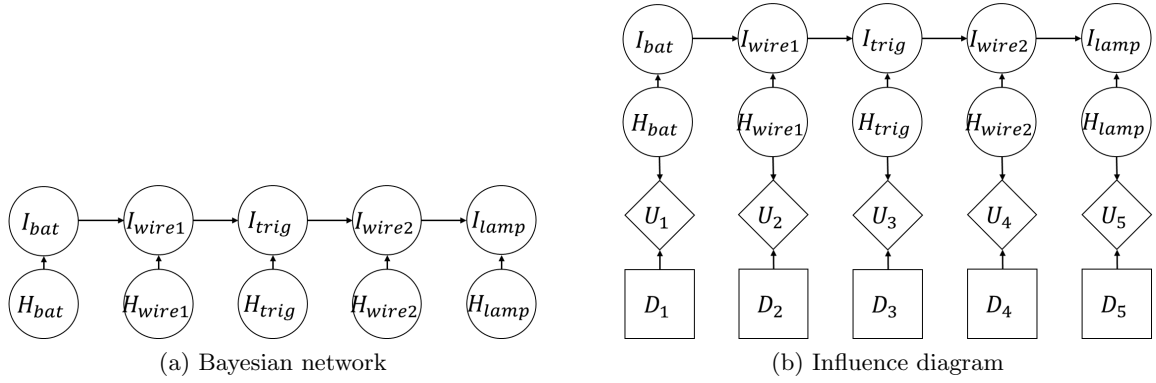 I_bat I_wire1 I_trig I_wire2 I_lamp
H_bat H_wire1 H_trig H_wire2 H_lamp
(a) Bayesian network
I_bat I_wire1 I_trig I_wire2 I_lamp
H_bat H_wire1 H_trig H_wire2 H_lamp
U_1 U_2 U_3 U_4 U_5
D_1 D_2 D_3 D_4 D_5
(b) Influence diagram